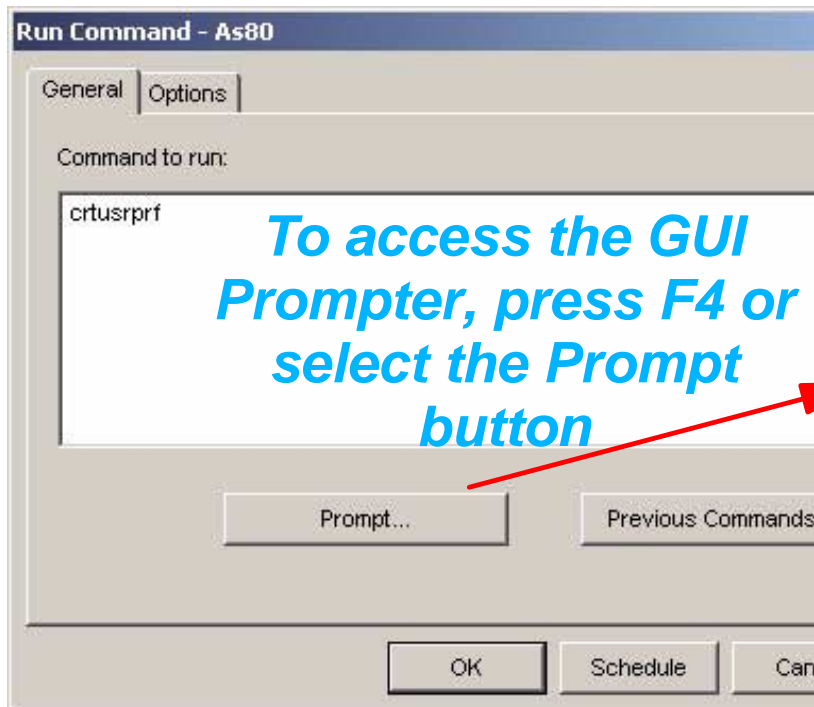 Run Command - As80
General Options
Command to run:
crtusrprf
To access the GUI
Prompter, press F4 or
select the Prompt
button
Prompt... Previous Commands
OK Schedule Can